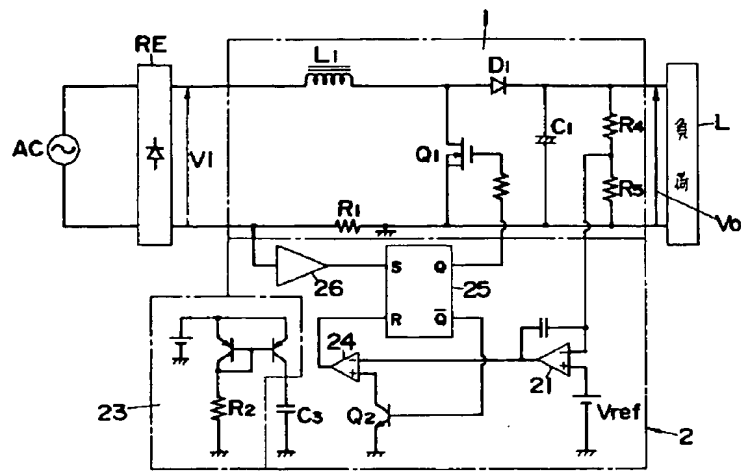 1
RE
L1
D1
AC
VI
Q1
C1
R4
R5
負荷
L
Vo
R1
26
S Q
R Q̅
25
24
21
23
R2
C3
Q2
Vref
2